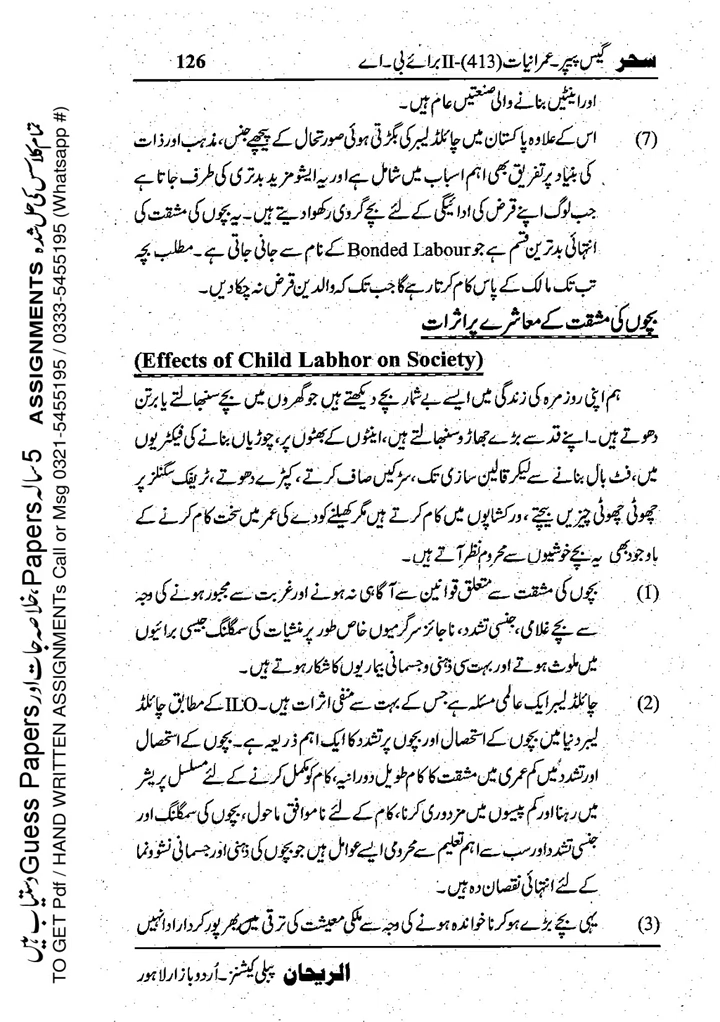 سحر گیس پیپر۔عمرانیات (413)-II برائے بی۔اے 126
اور اینٹیں بنانے والی صنعتیں عام ہیں۔
(7) اس کے علاوہ پاکستان میں چائلڈ لیبر کی بگڑتی ہوئی صورتحال کے پیچھے جنس، مذہب اور ذات
کی بنیاد پر تفریق بھی اہم اسباب میں شامل ہے اور یہ ایشو مزید بدتری کی طرف جاتا ہے
جب لوگ اپنے قرض کی ادائیگی کے لئے بچے گروی رکھوا دیتے ہیں۔ یہ بچوں کی مشقت کی
انتہائی بدترین قسم ہے جو Bonded Labour کے نام سے جانی جاتی ہے۔ مطلب بچہ
تب تک مالک کے پاس کام کرتا رہے گا جب تک کہ والدین قرض نہ چکا دیں۔
بچوں کی مشقت کے معاشرے پر اثرات
(Effects of Child Labhor on Society)
ہم اپنی روزمرہ کی زندگی میں ایسے بے شمار بچے دیکھتے ہیں جو گھروں میں بچے سنبھالتے یا برتن
دھوتے ہیں۔ اپنے قد سے بڑے جھاڑو سنبھالتے ہیں، اینٹوں کے بھٹوں پر، چوڑیاں بنانے کی فیکٹریوں
میں، فٹ بال بنانے سے لیکر قالین سازی تک، سڑکیں صاف کرتے، کپڑے دھوتے، ٹریفک سگنلز پر
چھوٹی چھوٹی چیزیں بیچتے، ورکشاپوں میں کام کرتے ہیں مگر کھیلنے کودنے کی عمر میں سخت کام کرنے کے
باوجود بھی یہ بچے خوشیوں سے محروم نظر آتے ہیں۔
(1) بچوں کی مشقت سے متعلق قوانین سے آگاہی نہ ہونے اور غربت سے مجبور ہونے کی وجہ
سے بچے غلامی، جنسی تشدد، ناجائز سرگرمیوں خاص طور پر منشیات کی سمگلنگ جیسی برائیوں
میں ملوث ہوتے اور بہت سی ذہنی و جسمانی بیماریوں کا شکار ہوتے ہیں۔
(2) چائلڈ لیبر ایک عالمی مسئلہ ہے جس کے بہت سے منفی اثرات ہیں۔ ILO کے مطابق چائلڈ
لیبر دنیا میں بچوں کے استحصال اور بچوں پر تشدد کا ایک اہم ذریعہ ہے۔ بچوں کے استحصال
اور تشدد میں کم عمری میں مشقت کا کام طویل دورانیہ، کام کو مکمل کرنے کے لئے مسلسل پریشر
میں رہنا اور کم پیسوں میں مزدوری کرنا، کام کے لئے ناموافق ماحول، بچوں کی سمگلنگ اور
جنسی تشدد اور سب سے اہم تعلیم سے محرومی ایسے عوامل ہیں جو بچوں کی ذہنی اور جسمانی نشوونما
کے لئے انتہائی نقصان دہ ہیں۔
(3) یہی بچے بڑے ہو کر ناخواندہ ہونے کی وجہ سے ملکی معیشت کی ترقی میں بھرپور کردار ادا نہیں
الریحان پبلی کیشنز۔ اُردو بازار لاہور
تمام کلاسس کی حل شدہ ASSIGNMENTS 5 سالہ Papers، خلاصہ جات اور Guess Papers دستیاب ہیں
TO GET Pdf / HAND WRITTEN ASSIGNMENTs Call or Msg 0321-5455195 / 0333-5455195 (Whatsapp #)